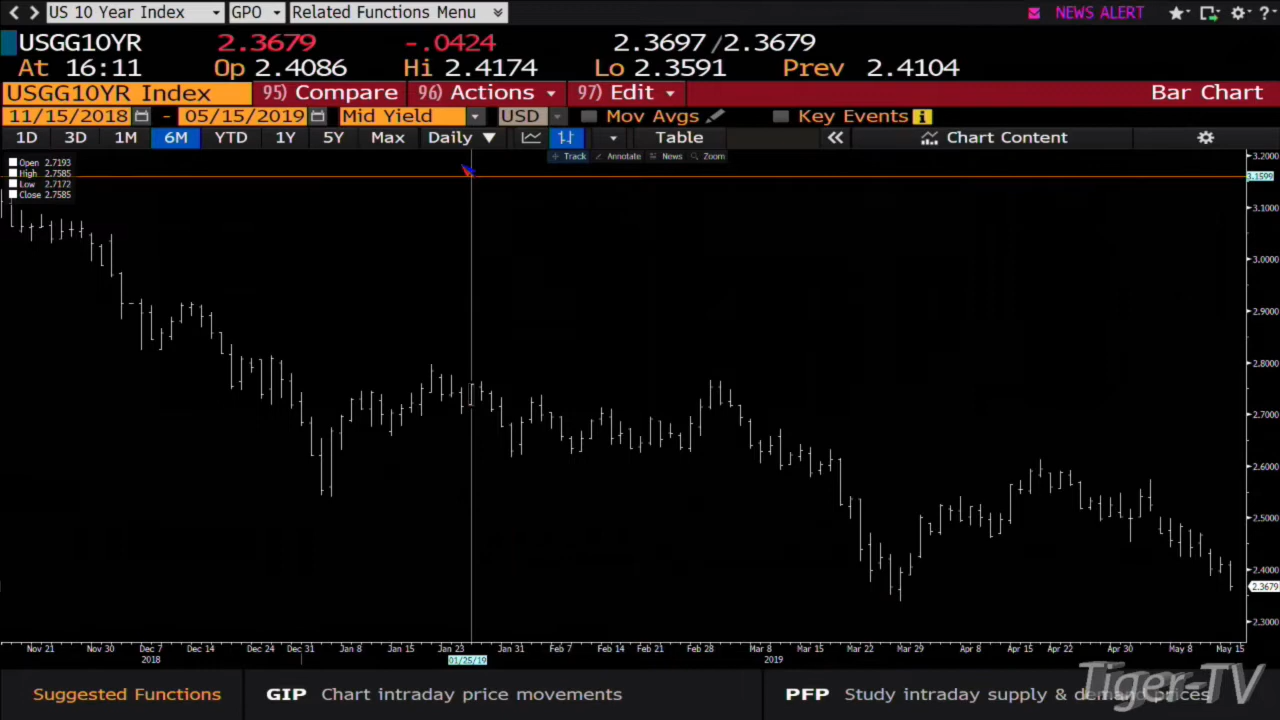 US 10 Year Index GPO Related Functions Menu NEWS ALERT ?
USGG10YR 2.3679 -.0424 2.3697/2.3679
At 16:11 Op 2.4086 Hi 2.4174 Lo 2.3591 Prev 2.4104
USGG10YR Index 95) Compare 96) Actions 97) Edit Bar Chart
11/15/2018 - 05/15/2019 Mid Yield USD Mov Avgs Key Events i
1D 3D 1M 6M YTD 1Y 5Y Max Daily Table Chart Content
Track Annotate News Zoom
Open 2.7193
High 2.7585
Low 2.7172
Close 2.7585
3.2000
3.1599
3.1000
3.0000
2.9000
2.8000
2.7000
2.6000
2.5000
2.4000
2.3679
2.3000
Nov 21 Nov 30 Dec 7 Dec 14 Dec 24 Dec 31 Jan 8 Jan 15 Jan 23 Jan 31 Feb 7 Feb 14 Feb 21 Feb 28 Mar 8 Mar 15 Mar 22 Mar 29 Apr 8 Apr 15 Apr 22 Apr 30 May 8 May 15
2018 01/25/19 2019
Suggested Functions GIP Chart intraday price movements PFP Study intraday supply & demand prices
Tiger-TV